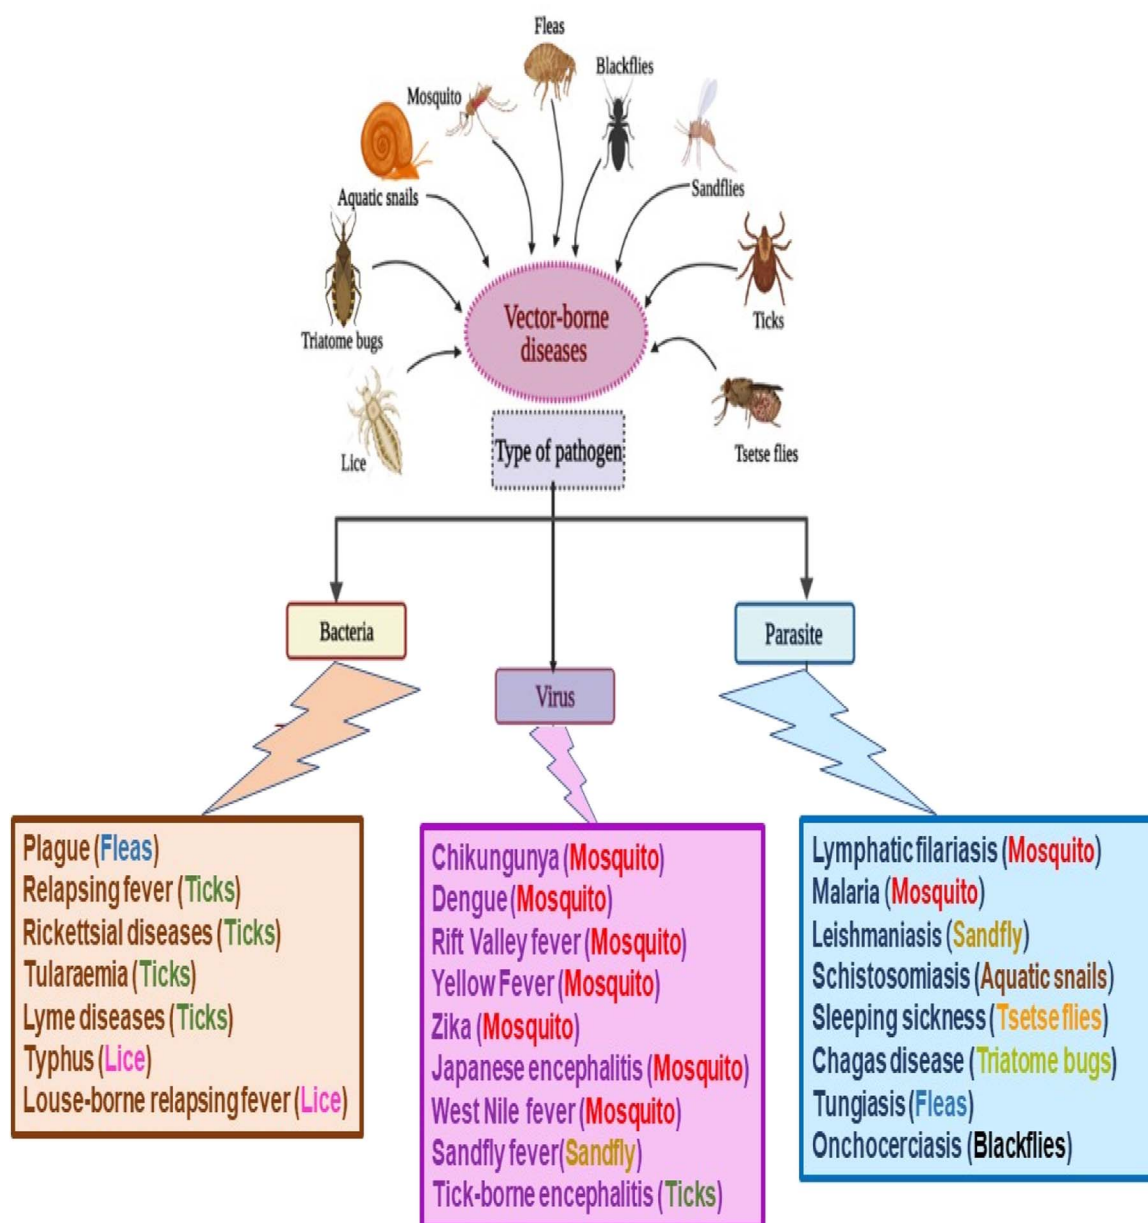 Fleas
Blackflies
Mosquito
Aquatic snails
Sandflies
Triatome bugs
Ticks
Vector-borne
diseases
Lice
Tsetse flies
Type of pathogen
Bacteria
Virus
Parasite
Plague (Fleas)
Relapsing fever (Ticks)
Rickettsial diseases (Ticks)
Tularaemia (Ticks)
Lyme diseases (Ticks)
Typhus (Lice)
Louse-borne relapsing fever (Lice)
Chikungunya (Mosquito)
Dengue (Mosquito)
Rift Valley fever (Mosquito)
Yellow Fever (Mosquito)
Zika (Mosquito)
Japanese encephalitis (Mosquito)
West Nile fever (Mosquito)
Sandfly fever(Sandfly)
Tick-borne encephalitis (Ticks)
Lymphatic filariasis (Mosquito)
Malaria (Mosquito)
Leishmaniasis (Sandfly)
Schistosomiasis (Aquatic snails)
Sleeping sickness (Tsetse flies)
Chagas disease (Triatome bugs)
Tungiasis (Fleas)
Onchocerciasis (Blackflies)